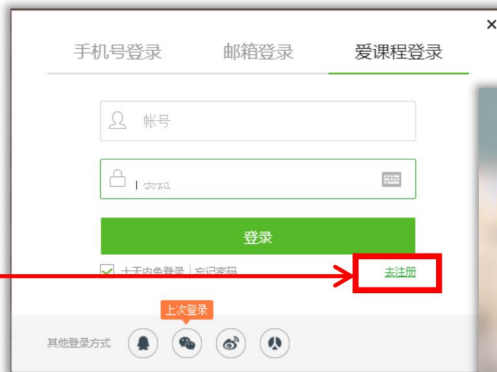 手机号登录 邮箱登录 爱课程登录
帐号
密码
登录
十天内免登录 | 忘记密码 去注册
上次登录
其他登录方式